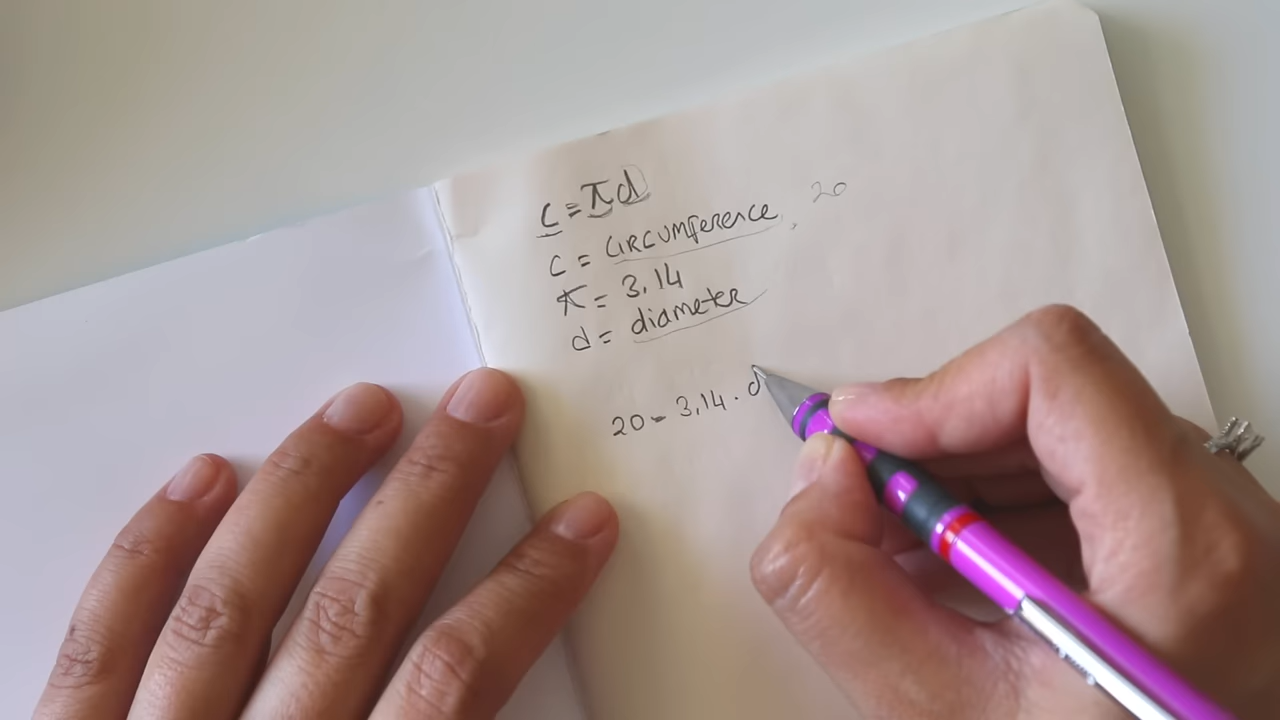 C = πd
C = CIRCUMference, 20
π = 3.14
d = diameter
20 = 3.14 · d